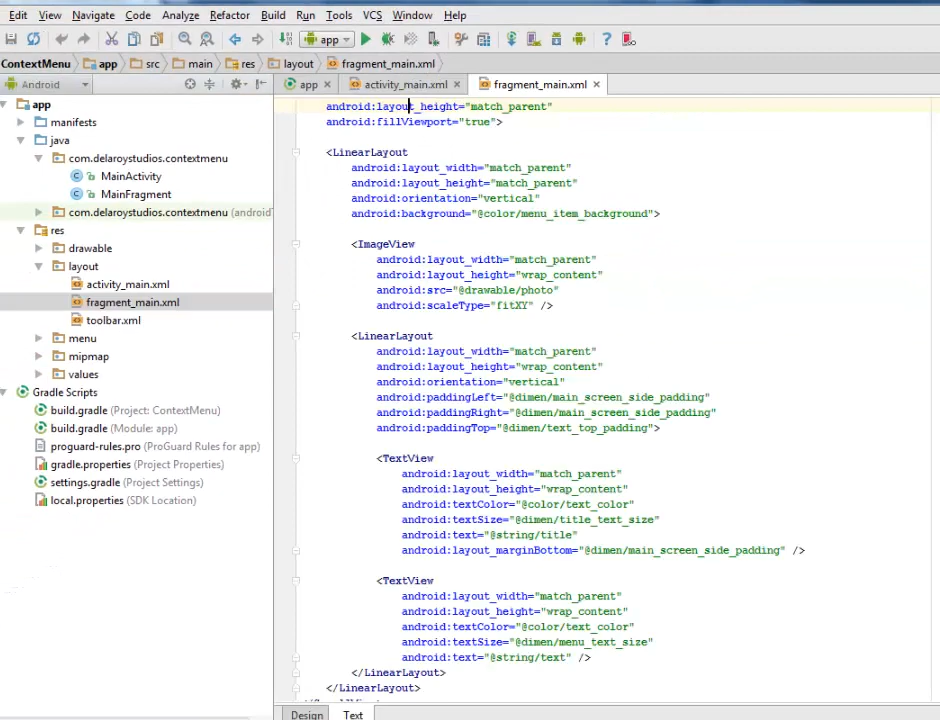 Edit View Navigate Code Analyze Refactor Build Run Tools VCS Window Help
app
ContextMenu app src main res layout fragment_main.xml
Android app activity_main.xml fragment_main.xml
app
manifests
java
com.delaroystudios.contextmenu
MainActivity
MainFragment
com.delaroystudios.contextmenu (android
res
drawable
layout
activity_main.xml
fragment_main.xml
toolbar.xml
menu
mipmap
values
Gradle Scripts
build.gradle (Project: ContextMenu)
build.gradle (Module: app)
proguard-rules.pro (ProGuard Rules for app)
gradle.properties (Project Properties)
settings.gradle (Project Settings)
local.properties (SDK Location)
android:layout_height="match_parent"
android:fillViewport="true">
<LinearLayout
android:layout_width="match_parent"
android:layout_height="match_parent"
android:orientation="vertical"
android:background="@color/menu_item_background">
<ImageView
android:layout_width="match_parent"
android:layout_height="wrap_content"
android:src="@drawable/photo"
android:scaleType="fitXY" />
<LinearLayout
android:layout_width="match_parent"
android:layout_height="wrap_content"
android:orientation="vertical"
android:paddingLeft="@dimen/main_screen_side_padding"
android:paddingRight="@dimen/main_screen_side_padding"
android:paddingTop="@dimen/text_top_padding">
<TextView
android:layout_width="match_parent"
android:layout_height="wrap_content"
android:textColor="@color/text_color"
android:textSize="@dimen/title_text_size"
android:text="@string/title"
android:layout_marginBottom="@dimen/main_screen_side_padding" />
<TextView
android:layout_width="match_parent"
android:layout_height="wrap_content"
android:textColor="@color/text_color"
android:textSize="@dimen/menu_text_size"
android:text="@string/text" />
</LinearLayout>
</LinearLayout>
Design Text